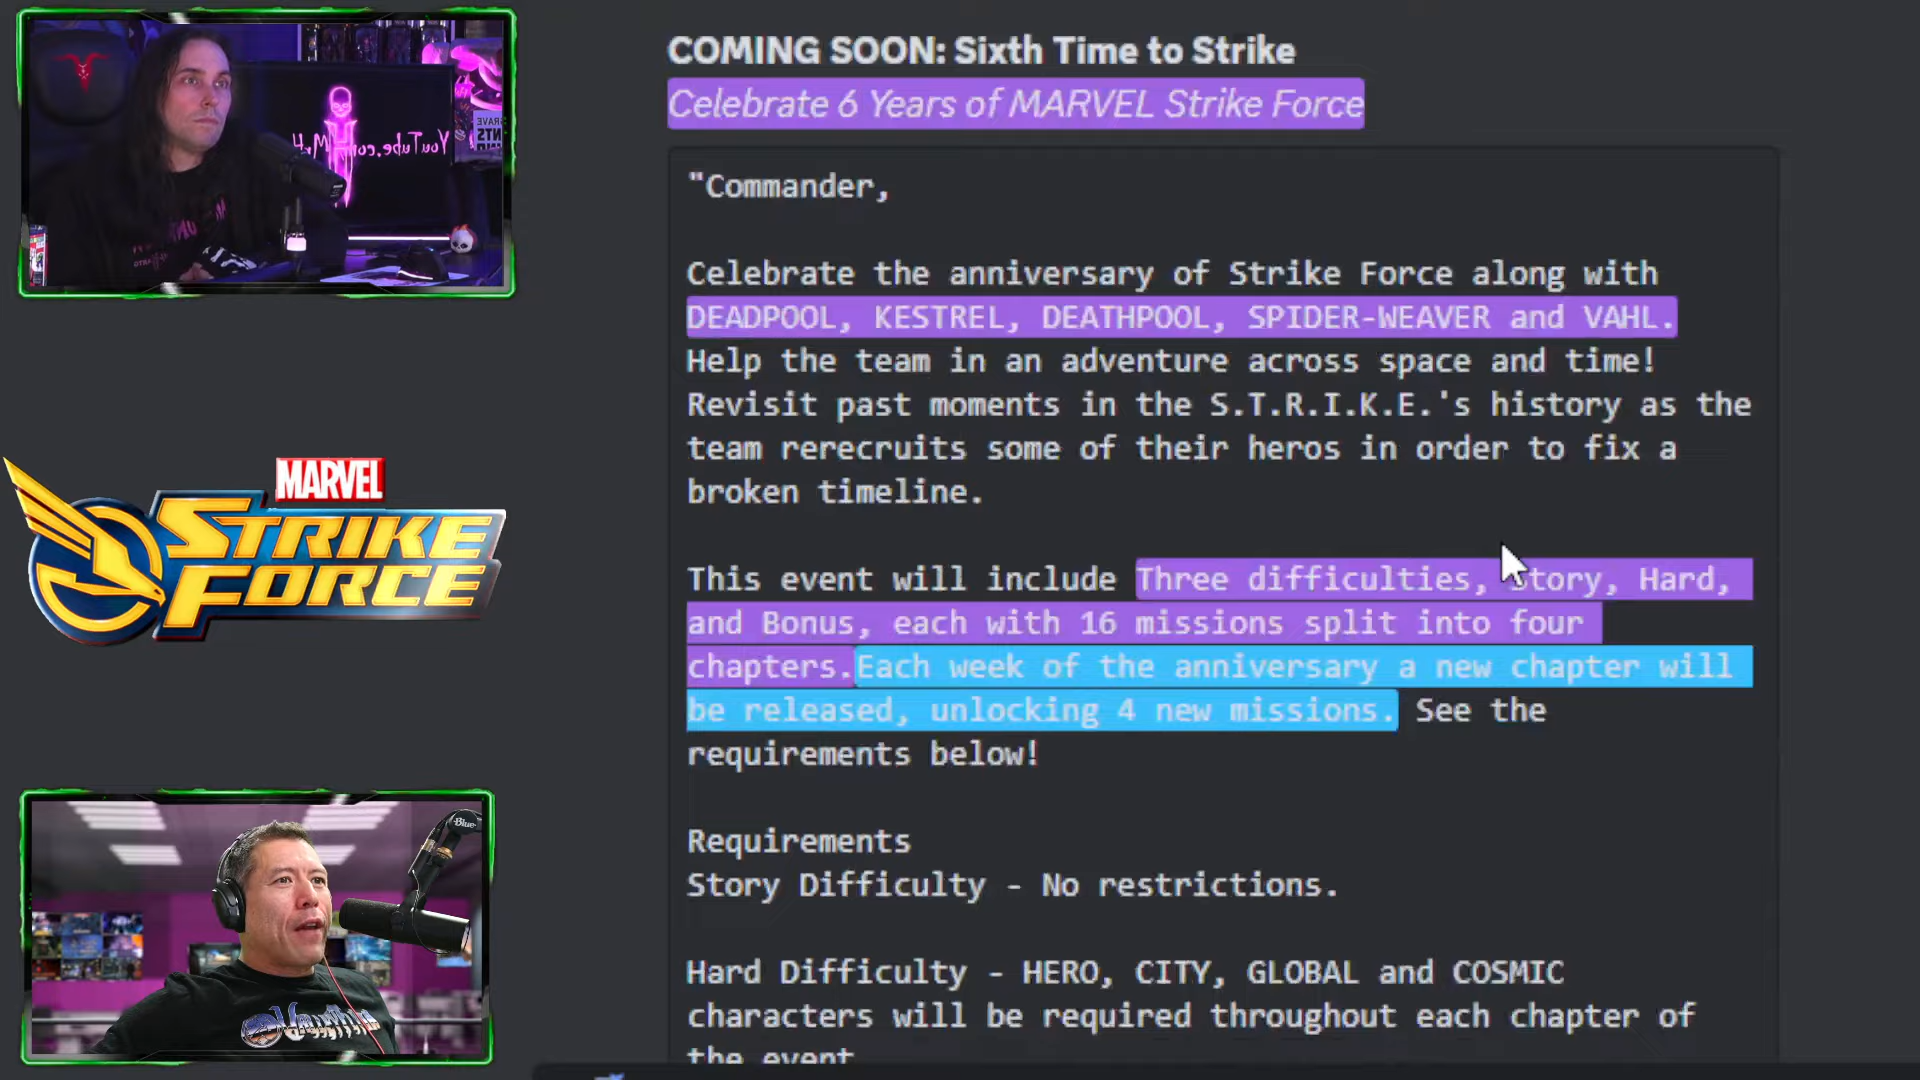 COMING SOON: Sixth Time to Strike
Celebrate 6 Years of MARVEL Strike Force
"Commander,
Celebrate the anniversary of Strike Force along with
DEADPOOL, KESTREL, DEATHPOOL, SPIDER-WEAVER and VAHL.
Help the team in an adventure across space and time!
Revisit past moments in the S.T.R.I.K.E.'s history as the
team rerecruits some of their heros in order to fix a
broken timeline.
This event will include Three difficulties, Story, Hard,
and Bonus, each with 16 missions split into four
chapters.Each week of the anniversary a new chapter will
be released, unlocking 4 new missions. See the
requirements below!
Requirements
Story Difficulty - No restrictions.
Hard Difficulty - HERO, CITY, GLOBAL and COSMIC
characters will be required throughout each chapter of
the event
YouTube.com
MARVEL
STRIKE
FORCE
Blue